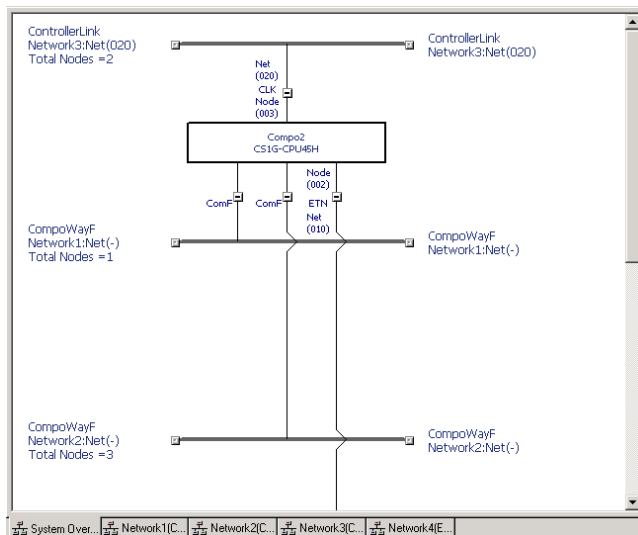 ControllerLink
Network3:Net(020)
Total Nodes =2
ControllerLink
Network3:Net(020)
Net
(020)
CLK
Node
(003)
Compo2
CS1G-CPU45H
ComF
ComF
Node
(002)
ETN
Net
(010)
CompoWayF
Network1:Net(-)
Total Nodes =1
CompoWayF
Network1:Net(-)
CompoWayF
Network2:Net(-)
Total Nodes =3
CompoWayF
Network2:Net(-)
System Over... Network1(C... Network2(C... Network3(C... Network4(E...